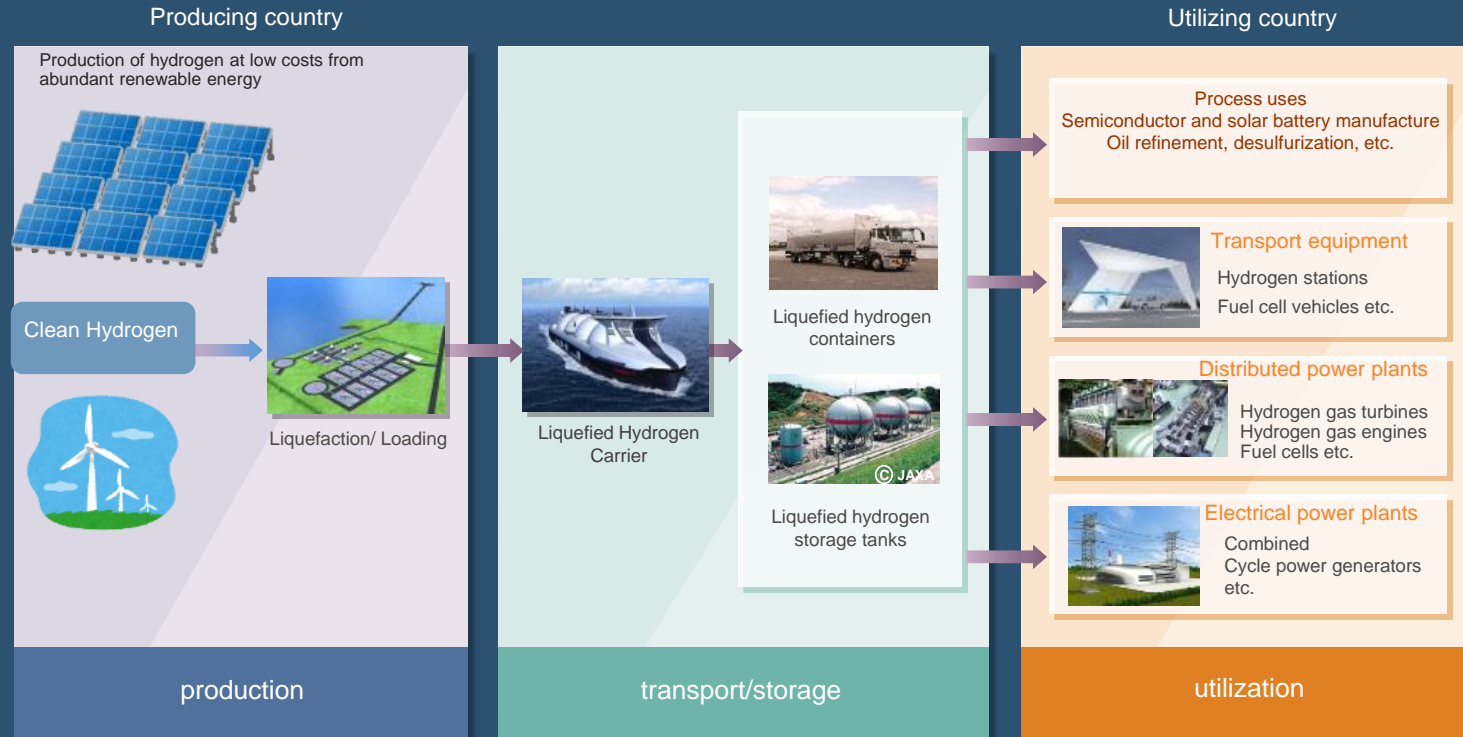 Producing country
Utilizing country
Production of hydrogen at low costs from
abundant renewable energy
Clean Hydrogen
Liquefaction/ Loading
production
Liquefied Hydrogen
Carrier
Liquefied hydrogen
containers
© JAXA
Liquefied hydrogen
storage tanks
transport/storage
Process uses
Semiconductor and solar battery manufacture
Oil refinement, desulfurization, etc.
Transport equipment
Hydrogen stations
Fuel cell vehicles etc.
Distributed power plants
Hydrogen gas turbines
Hydrogen gas engines
Fuel cells etc.
Electrical power plants
Combined
Cycle power generators
etc.
utilization